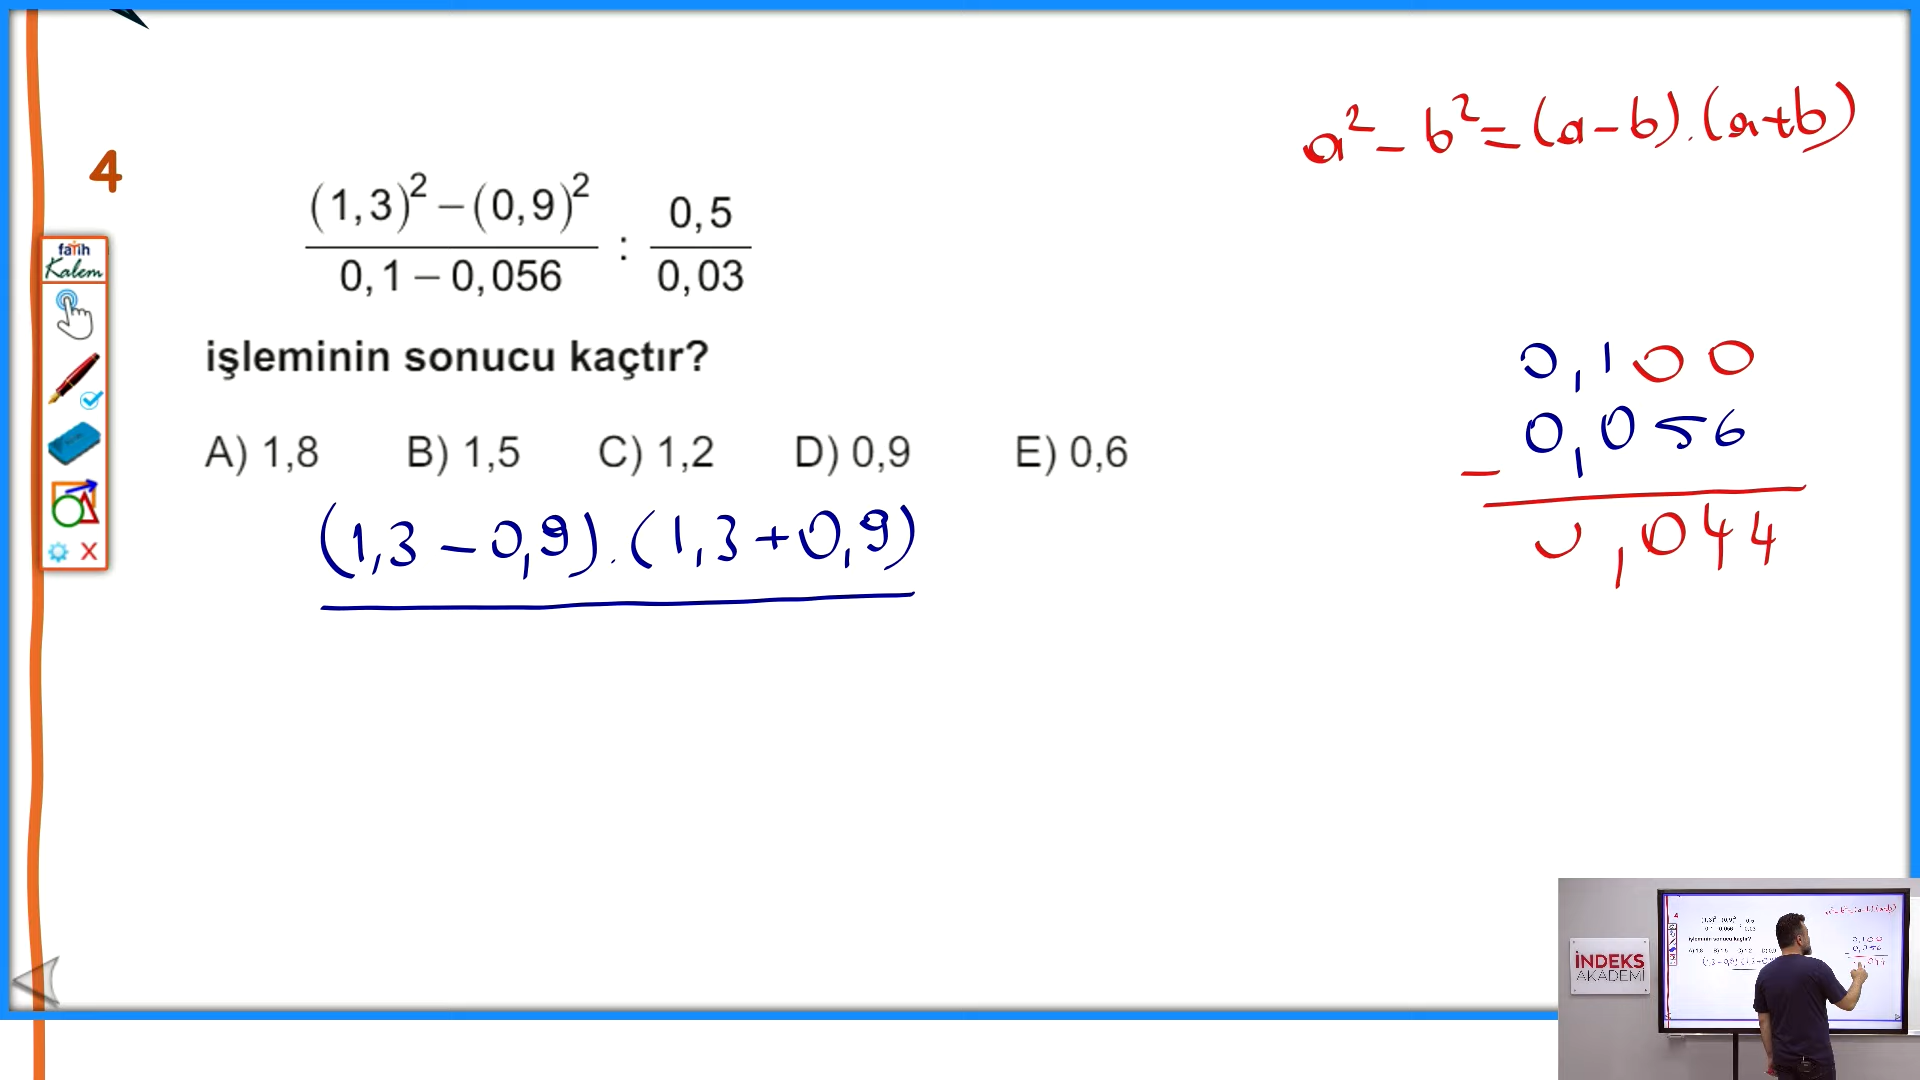 a² - b² = (a-b).(a+b)
4
(1,3)² – (0,9)² / 0,1 – 0,056 : 0,5 / 0,03
fatih
Kalem
işleminin sonucu kaçtır?
A) 1,8 B) 1,5 C) 1,2 D) 0,9 E) 0,6
(1,3 - 0,9).(1,3 + 0,9)
0,100
0,056
-
0,044
İNDEKS
AKADEMİ